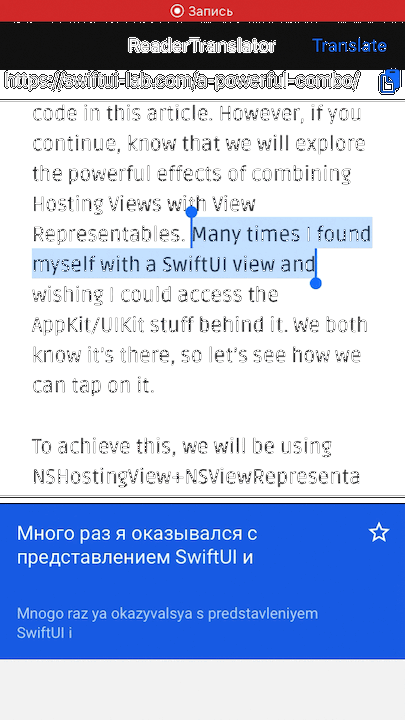 Запись
ReaderTranslator
Translate
https://swiftui-lab.com/a-powerful-combo/
code in this article. However, if you
continue, know that we will explore
the powerful effects of combining
Hosting Views with View
Representables. Many times I found
myself with a SwiftUI view and
wishing I could access the
AppKit/UIKit stuff behind it. We both
know it's there, so let's see how we
can tap on it.
To achieve this, we will be using
NSHostingView+NSViewRepresenta
Много раз я оказывался с
представлением SwiftUI и
Mnogo raz ya okazyvalsya s predstavleniyem
SwiftUI i